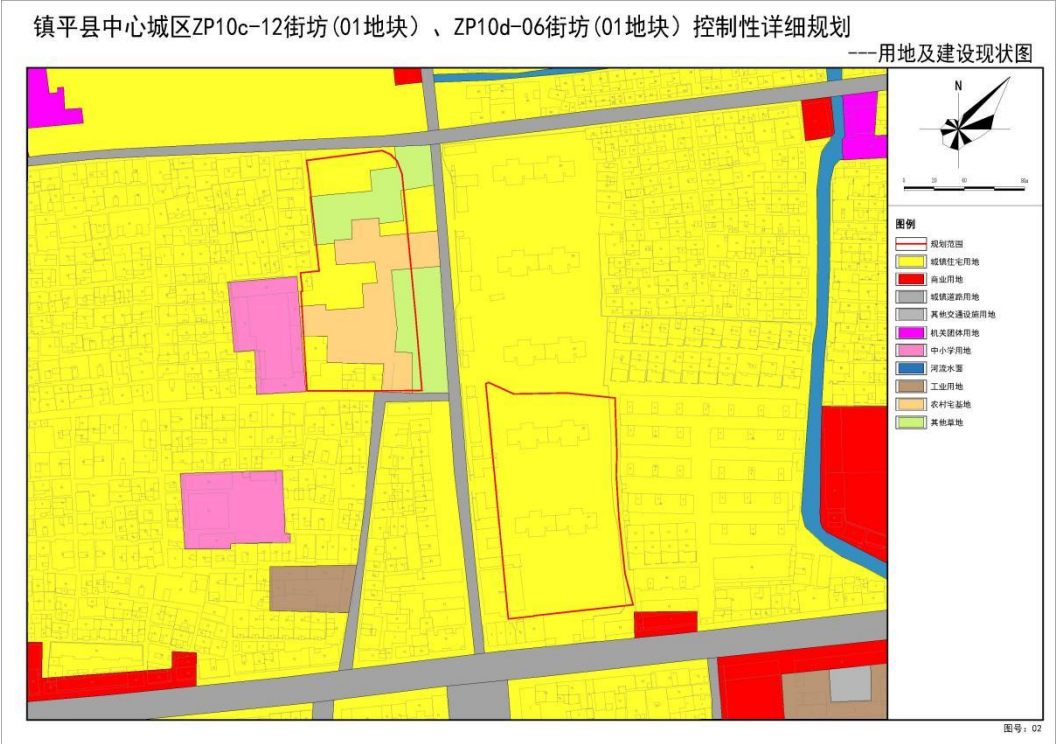 镇平县中心城区ZP10c-12街坊(01地块)、ZP10d-06街坊(01地块)控制性详细规划
---用地及建设现状图
N
图例
规划范围
城镇住宅用地
商业用地
城镇道路用地
其他交通设施用地
机关团体用地
中小学用地
河流水面
工业用地
农村宅基地
其他草地
图号：02